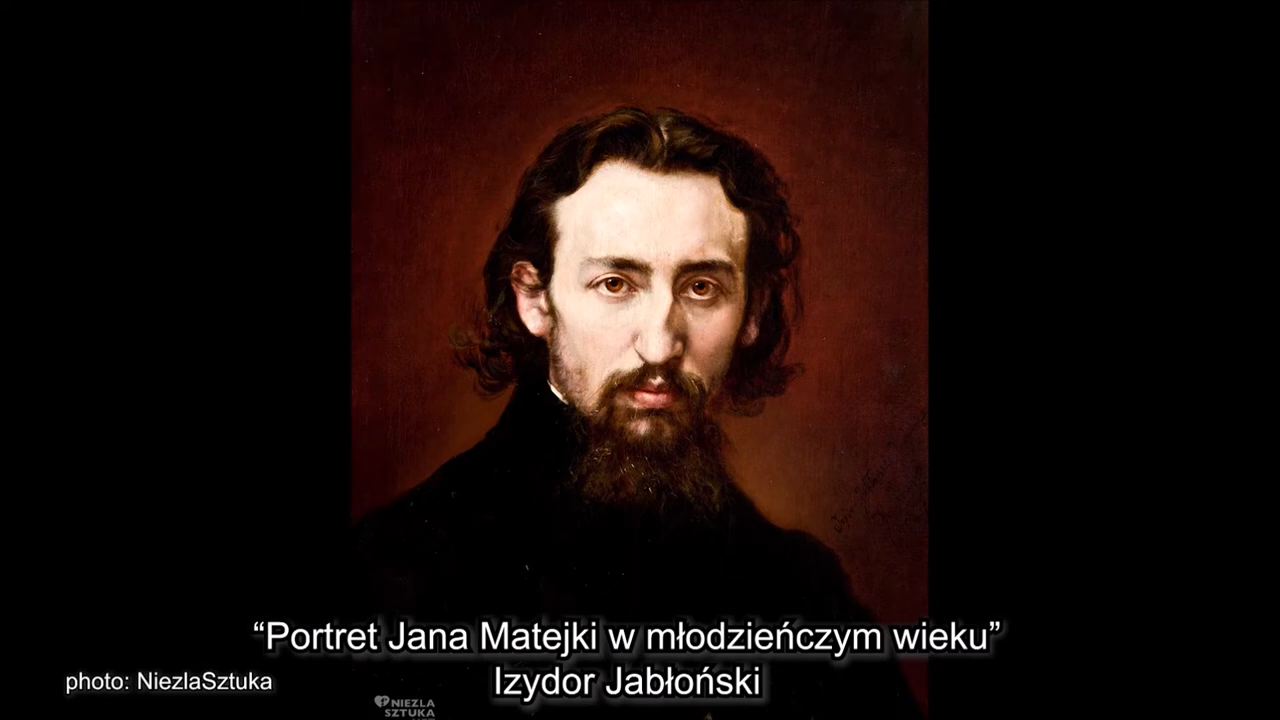 “Portret Jana Matejki w młodzieńczym wieku”
Izydor Jabłoński
photo: NiezlaSztuka
NIEZLA
SZTUKA